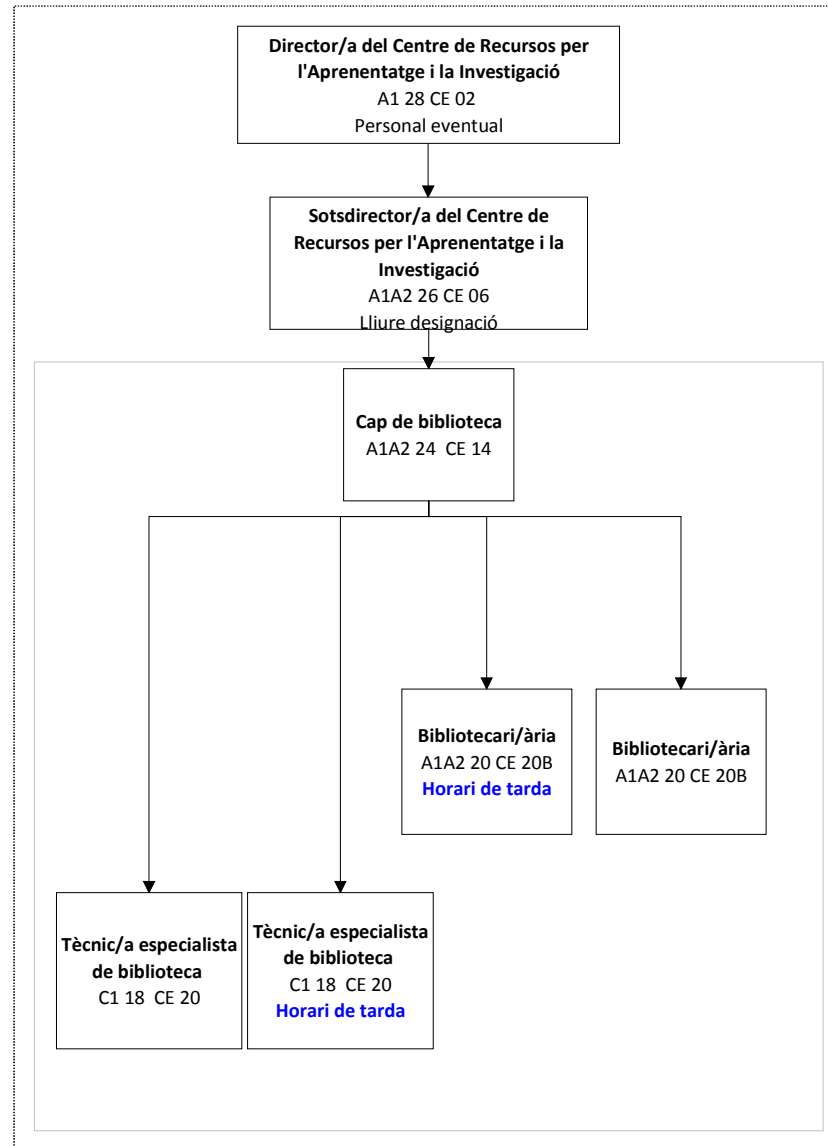 Director/a del Centre de Recursos per
l'Aprenentatge i la Investigació
A1 28 CE 02
Personal eventual
Sotsdirector/a del Centre de
Recursos per l'Aprenentatge i la
Investigació
A1A2 26 CE 06
Lliure designació
Cap de biblioteca
A1A2 24 CE 14
Bibliotecari/ària
A1A2 20 CE 20B
Horari de tarda
Bibliotecari/ària
A1A2 20 CE 20B
Tècnic/a especialista
de biblioteca
C1 18 CE 20
Tècnic/a especialista
de biblioteca
C1 18 CE 20
Horari de tarda